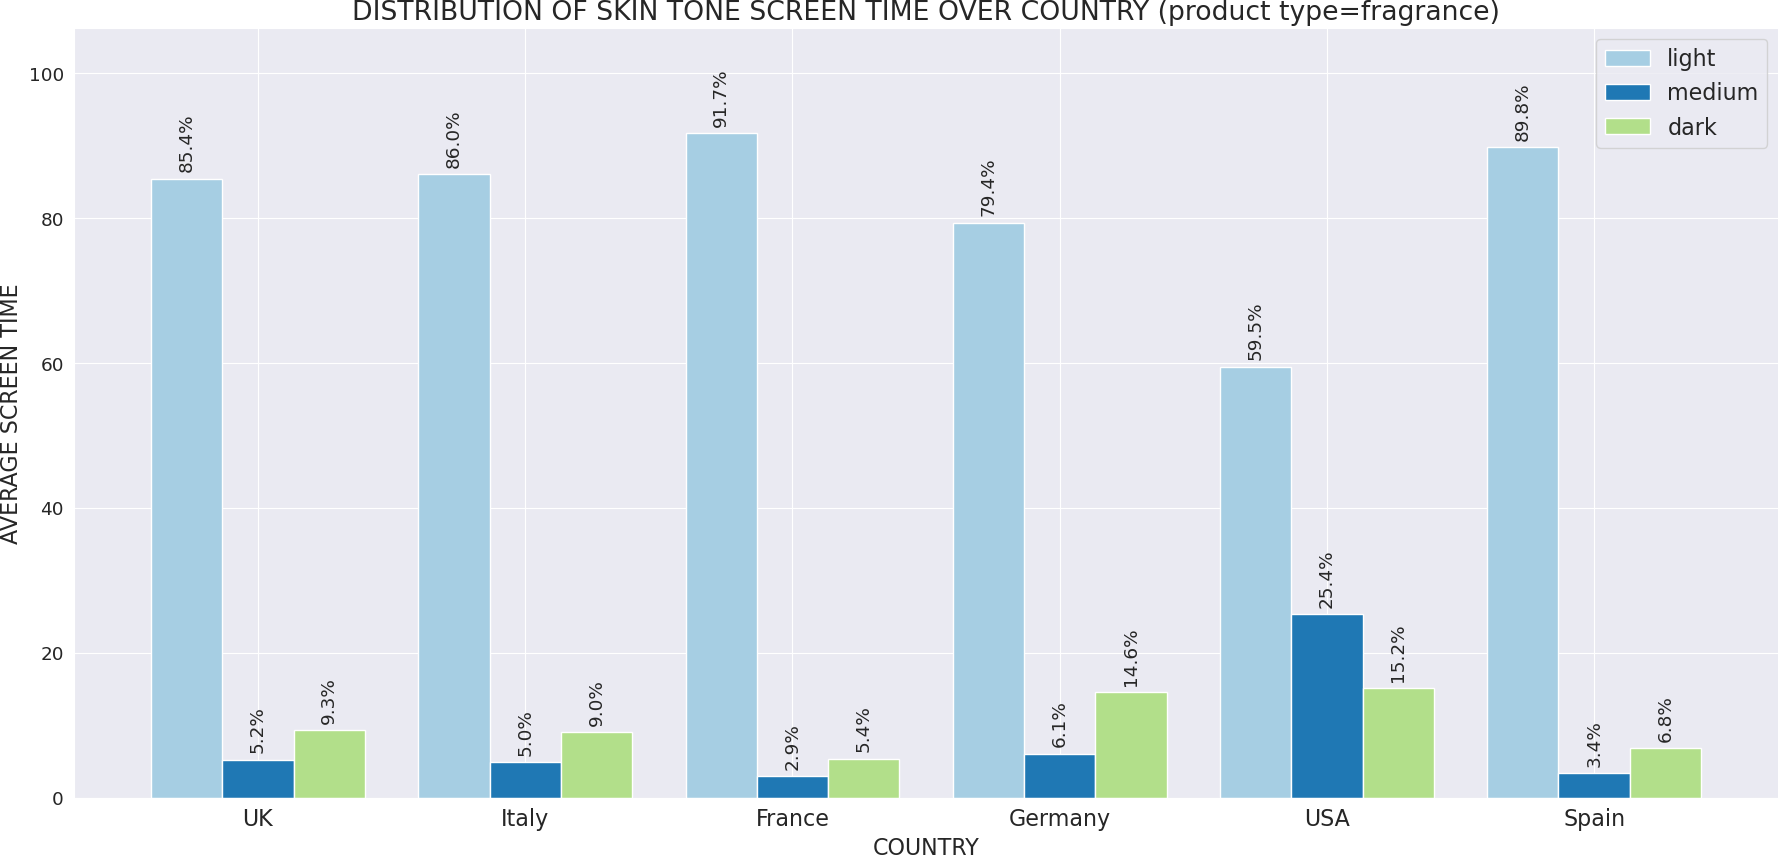 DISTRIBUTION OF SKIN TONE SCREEN TIME OVER COUNTRY (product type=fragrance)
light
medium
dark
AVERAGE SCREEN TIME
100
80
60
40
20
0
85.4%
5.2%
9.3%
86.0%
5.0%
9.0%
91.7%
2.9%
5.4%
79.4%
6.1%
14.6%
59.5%
25.4%
15.2%
89.8%
3.4%
6.8%
UK
Italy
France
Germany
USA
Spain
COUNTRY